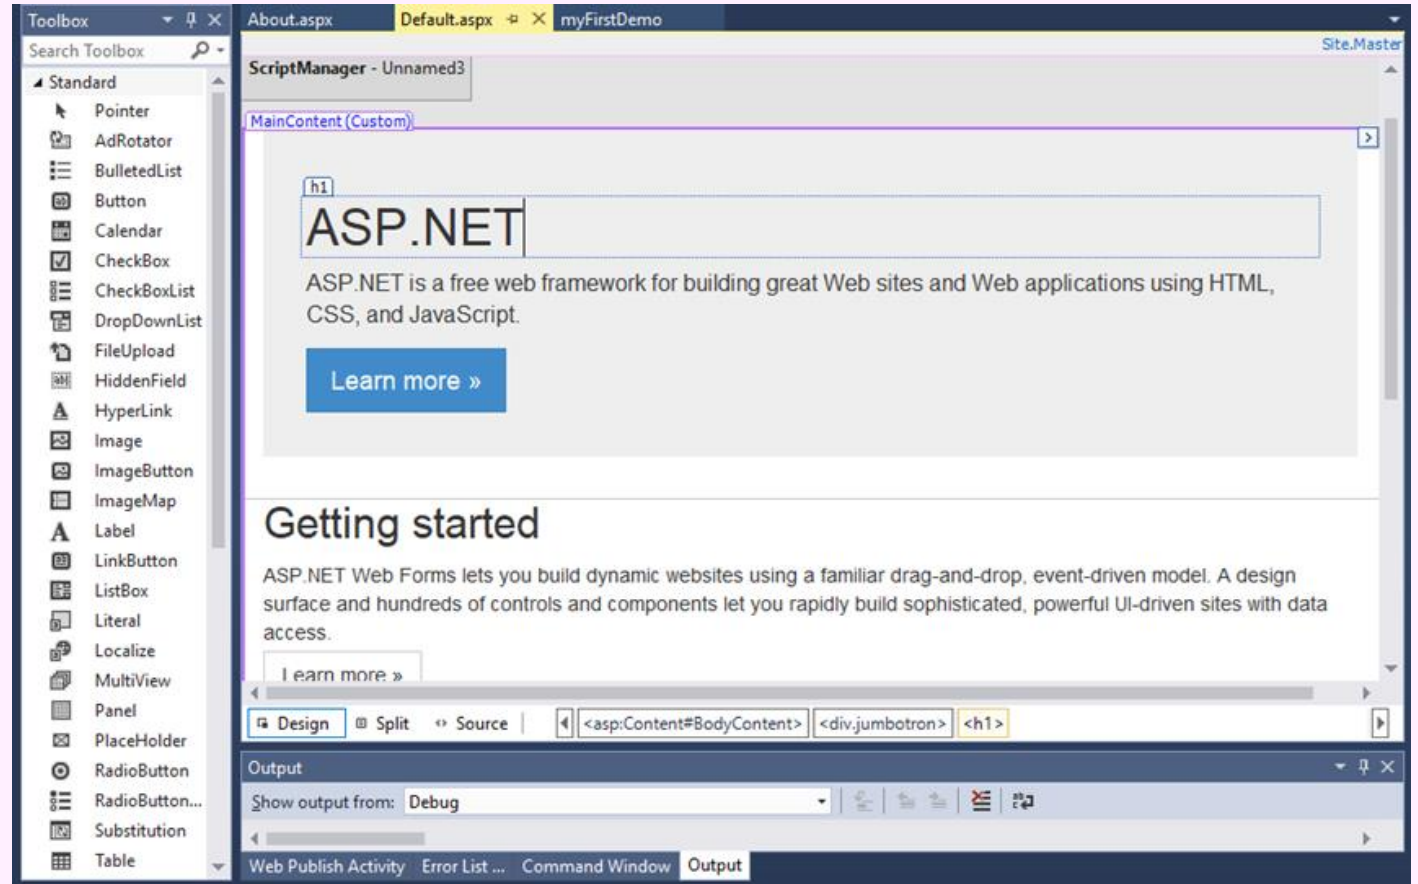 Toolbox
Search Toolbox
Standard
Pointer
AdRotator
BulletedList
Button
Calendar
CheckBox
CheckBoxList
DropDownList
FileUpload
HiddenField
HyperLink
Image
ImageButton
ImageMap
Label
LinkButton
ListBox
Literal
Localize
MultiView
Panel
PlaceHolder
RadioButton
RadioButton...
Substitution
Table
About.aspx Default.aspx myFirstDemo
Site.Master
ScriptManager - Unnamed3
MainContent (Custom)
h1
ASP.NET
ASP.NET is a free web framework for building great Web sites and Web applications using HTML,
CSS, and JavaScript.
Learn more »
Getting started
ASP.NET Web Forms lets you build dynamic websites using a familiar drag-and-drop, event-driven model. A design
surface and hundreds of controls and components let you rapidly build sophisticated, powerful UI-driven sites with data
access.
Learn more »
Design Split Source <asp:Content#BodyContent> <div.jumbotron> <h1>
Output
Show output from: Debug
Web Publish Activity Error List ... Command Window Output